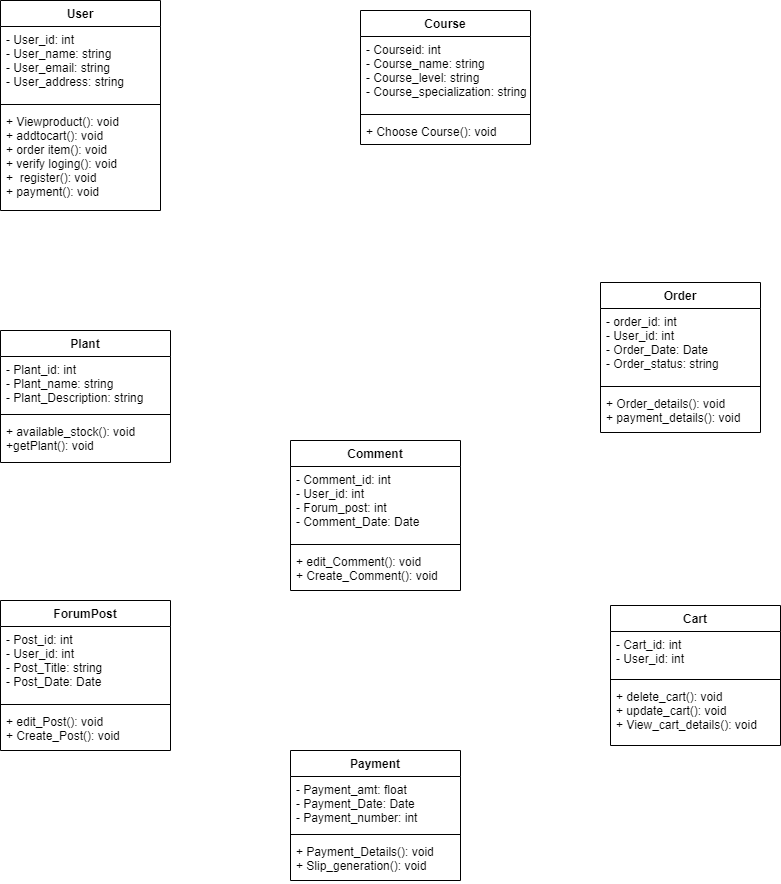 User
- User_id: int
- User_name: string
- User_email: string
- User_address: string
+ Viewproduct(): void
+ addtocart(): void
+ order item(): void
+ verify loging(): void
+  register(): void
+ payment(): void
Course
- Courseid: int
- Course_name: string
- Course_level: string
- Course_specialization: string
+ Choose Course(): void
Order
- order_id: int
- User_id: int
- Order_Date: Date
- Order_status: string
+ Order_details(): void
+ payment_details(): void
Plant
- Plant_id: int
- Plant_name: string
- Plant_Description: string
+ available_stock(): void
+getPlant(): void
Comment
- Comment_id: int
- User_id: int
- Forum_post: int
- Comment_Date: Date
+ edit_Comment(): void
+ Create_Comment(): void
ForumPost
- Post_id: int
- User_id: int
- Post_Title: string
- Post_Date: Date
+ edit_Post(): void
+ Create_Post(): void
Cart
- Cart_id: int
- User_id: int
+ delete_cart(): void
+ update_cart(): void
+ View_cart_details(): void
Payment
- Payment_amt: float
- Payment_Date: Date
- Payment_number: int
+ Payment_Details(): void
+ Slip_generation(): void